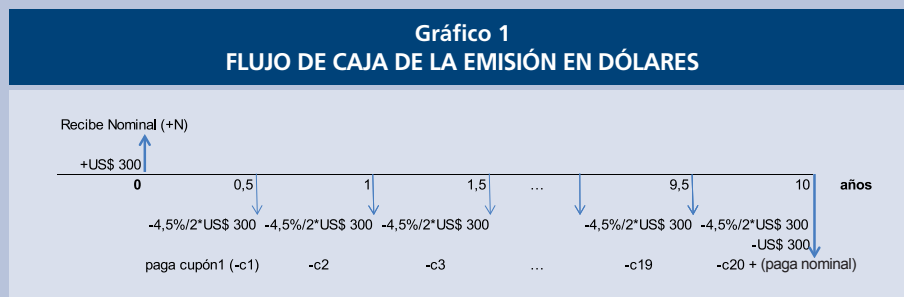 Gráfico 1
FLUJO DE CAJA DE LA EMISIÓN EN DÓLARES
Recibe Nominal (+N)
+US$ 300
0 0,5 1 1,5 … 9,5 10 años
-4,5%/2*US$ 300 -4,5%/2*US$ 300 -4,5%/2*US$ 300 -4,5%/2*US$ 300 -4,5%/2*US$ 300
-US$ 300
paga cupón1 (-c1) -c2 -c3 … -c19 -c20 + (paga nominal)